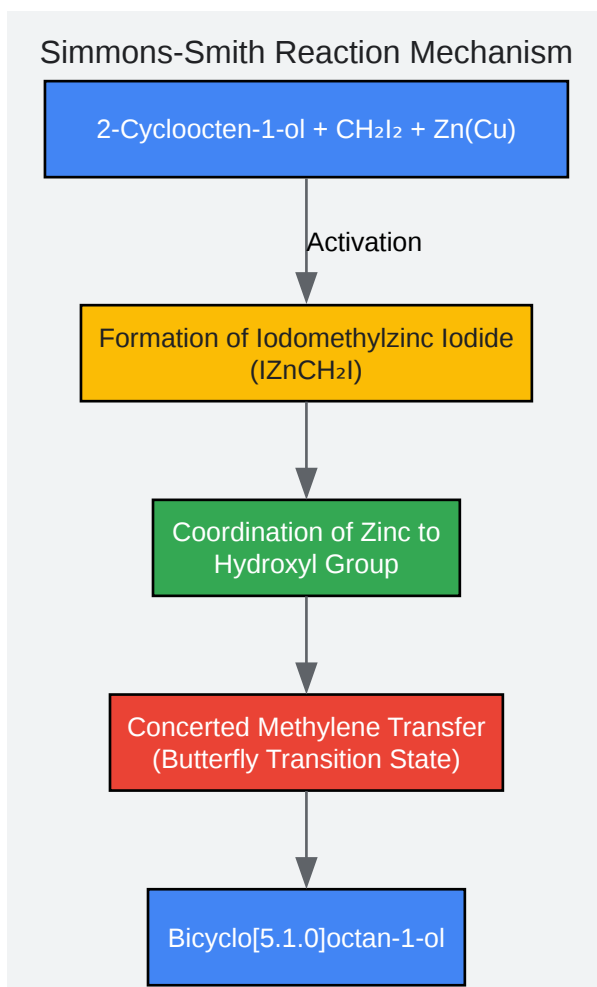 Simmons-Smith Reaction Mechanism
2-Cycloocten-1-ol + CH₂I₂ + Zn(Cu)
Activation
Formation of Iodomethylzinc Iodide
(IZnCH₂I)
Coordination of Zinc to
Hydroxyl Group
Concerted Methylene Transfer
(Butterfly Transition State)
Bicyclo[5.1.0]octan-1-ol